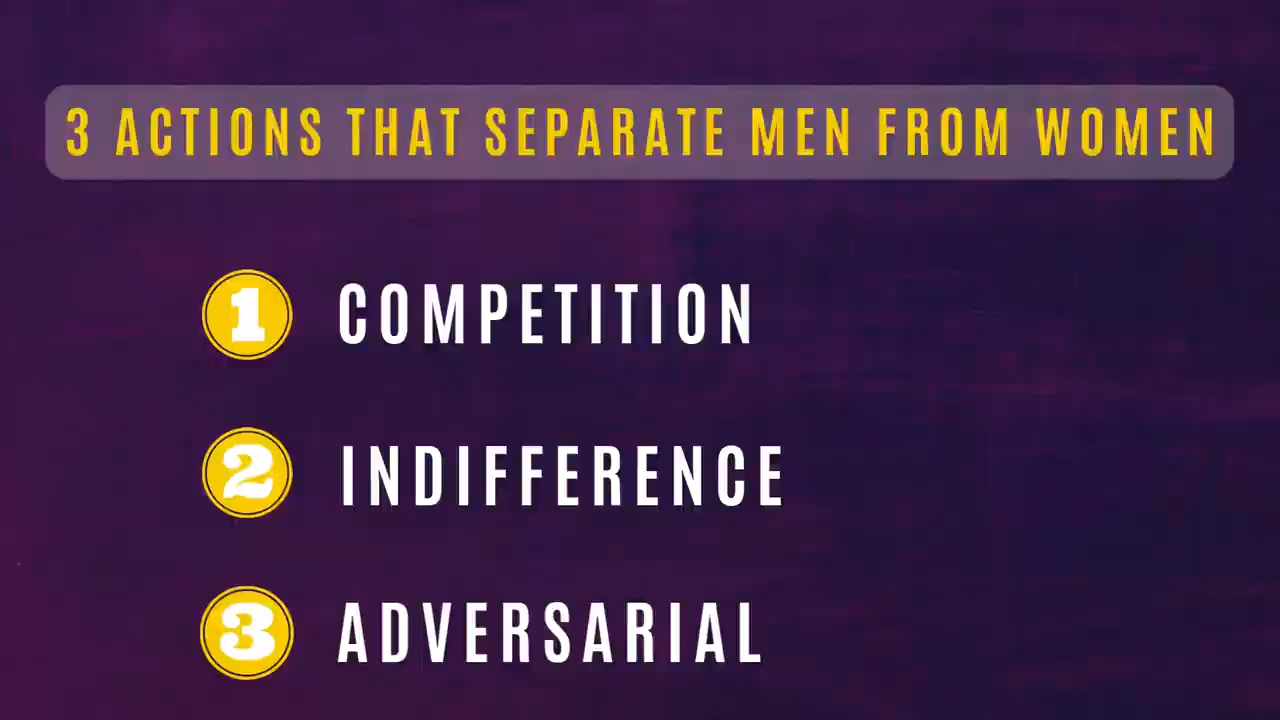 3 ACTIONS THAT SEPARATE MEN FROM WOMEN
1 COMPETITION
2 INDIFFERENCE
3 ADVERSARIAL